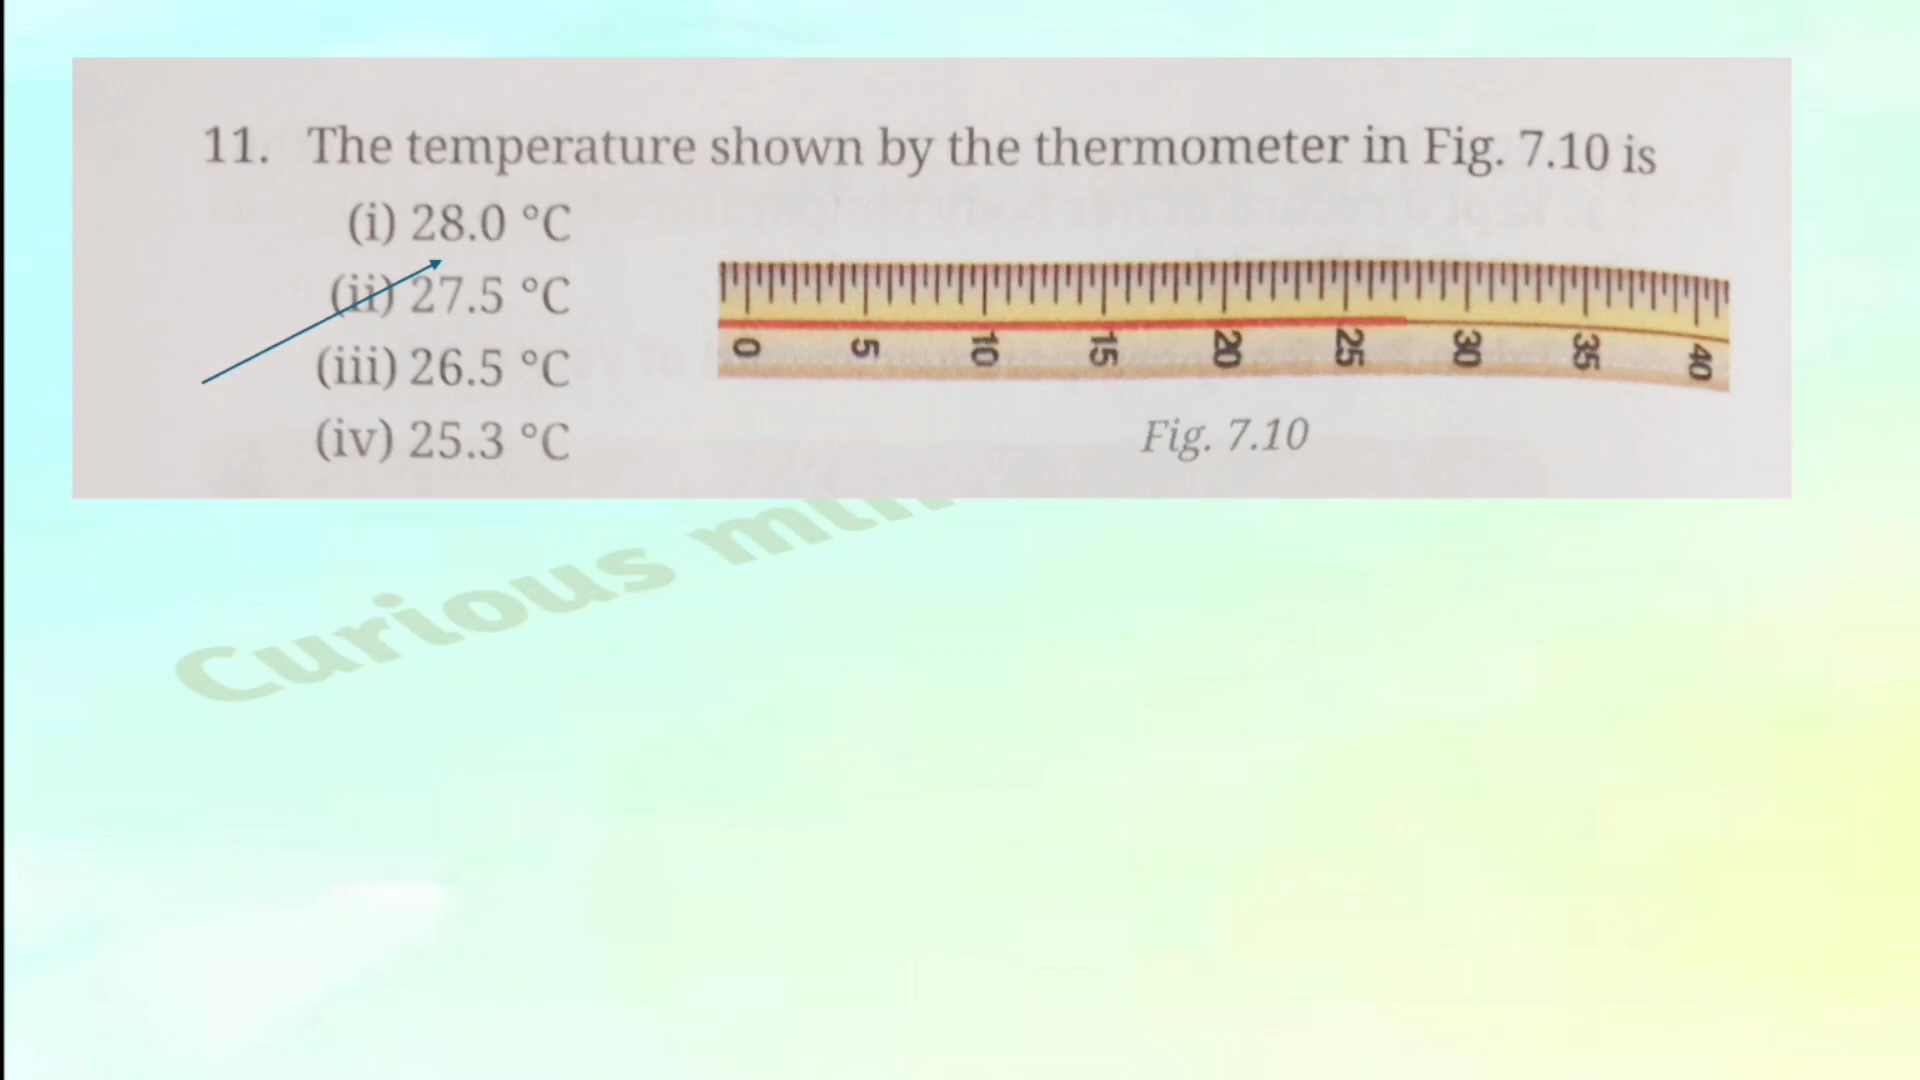 11. The temperature shown by the thermometer in Fig. 7.10 is
(i) 28.0 °C
(ii) 27.5 °C
(iii) 26.5 °C
(iv) 25.3 °C
0 5 10 15 20 25 30 35 40
Fig. 7.10
Curious